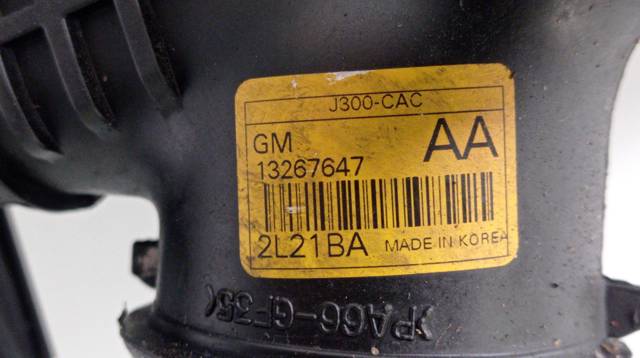 J300-CAC
GM AA
13267647
2L21BA MADE IN KOREA
>PA66-GF35<